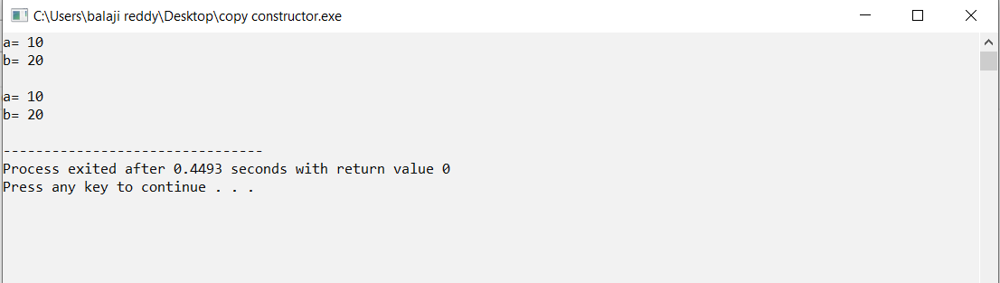 C:\Users\balaji reddy\Desktop\copy constructor.exe
a= 10
b= 20
a= 10
b= 20
--------------------------------
Process exited after 0.4493 seconds with return value 0
Press any key to continue . . .